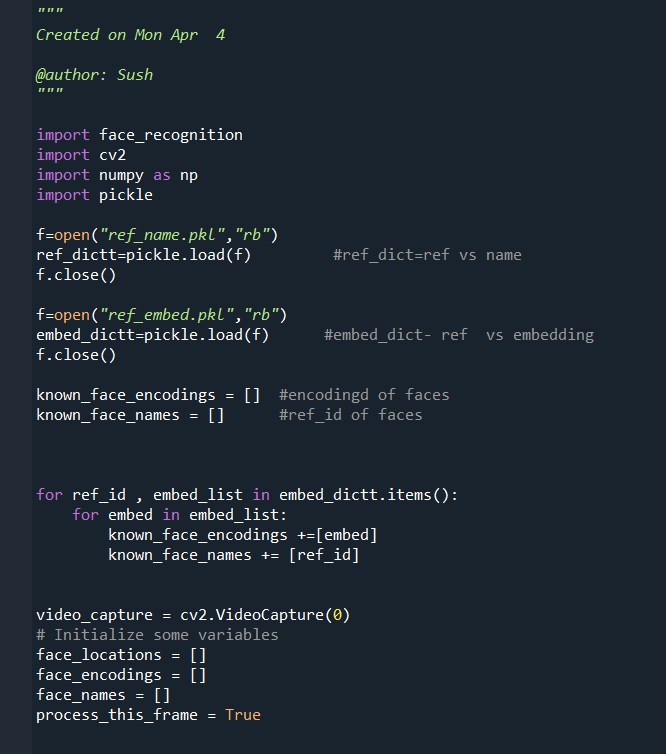 """
Created on Mon Apr  4
@author: Sush
"""
import face_recognition
import cv2
import numpy as np
import pickle
f=open("ref_name.pkl","rb")
ref_dictt=pickle.load(f)         #ref_dict=ref vs name
f.close()
f=open("ref_embed.pkl","rb")
embed_dictt=pickle.load(f)      #embed_dict- ref  vs embedding
f.close()
known_face_encodings = []  #encodingd of faces
known_face_names = []      #ref_id of faces
for ref_id , embed_list in embed_dictt.items():
    for embed in embed_list:
        known_face_encodings +=[embed]
        known_face_names += [ref_id]
video_capture = cv2.VideoCapture(0)
# Initialize some variables
face_locations = []
face_encodings = []
face_names = []
process_this_frame = True